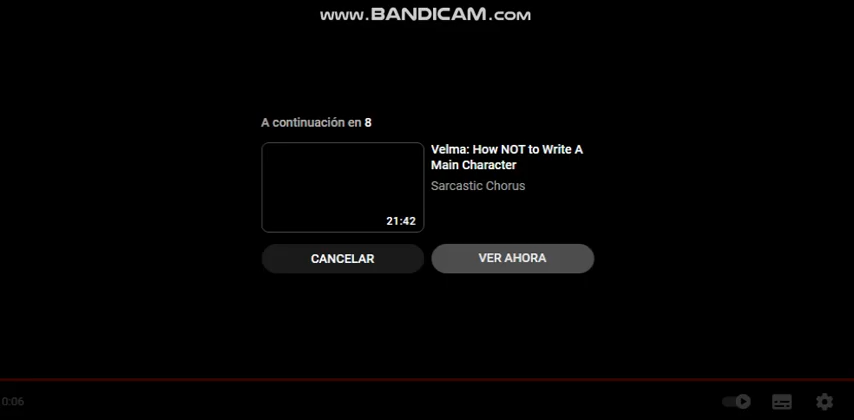 www.BANDICAM.com
A continuación en 8
Velma: How NOT to Write A
Main Character
Sarcastic Chorus
21:42
CANCELAR
VER AHORA
0:06